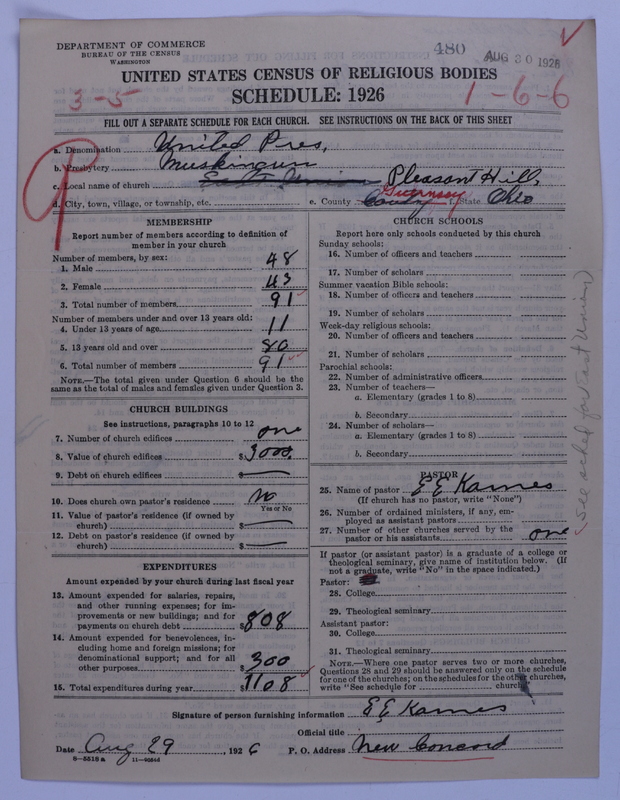 DEPARTMENT OF COMMERCE
BUREAU OF THE CENSUS
WASHINGTON
480
AUG 30 1926
UNITED STATES CENSUS OF RELIGIOUS BODIES
SCHEDULE: 1926
3-5
1-6-6
FILL OUT A SEPARATE SCHEDULE FOR EACH CHURCH. SEE INSTRUCTIONS ON THE BACK OF THIS SHEET
a. Denomination United Pres,
b. Presbytery Muskingum
c. Local name of church East Union Pleasant Hill,
d. City, town, village, or township, etc. e. County County Guernsey f. State Ohio
MEMBERSHIP
Report number of members according to definition of
member in your church
Number of members, by sex:
1. Male 48
2. Female 43
3. Total number of members 91
Number of members under and over 13 years old:
4. Under 13 years of age 11
5. 13 years old and over 80
6. Total number of members 91
NOTE.—The total given under Question 6 should be the
same as the total of males and females given under Question 3.
CHURCH BUILDINGS
See instructions, paragraphs 10 to 12
7. Number of church edifices one
8. Value of church edifices $3000.
9. Debt on church edifices $
10. Does church own pastor's residence No
Yes or No
11. Value of pastor's residence (if owned by
church) $
12. Debt on pastor's residence (if owned by
church) $
EXPENDITURES
Amount expended by your church during last fiscal year
13. Amount expended for salaries, repairs,
and other running expenses; for im-
provements or new buildings; and for
payments on church debt $808
14. Amount expended for benevolences, in-
cluding home and foreign missions; for
denominational support; and for all
other purposes $300
15. Total expenditures during year $1108
CHURCH SCHOOLS
Report here only schools conducted by this church
Sunday schools:
16. Number of officers and teachers
17. Number of scholars
Summer vacation Bible schools:
18. Number of officers and teachers
19. Number of scholars
Week-day religious schools:
20. Number of officers and teachers
21. Number of scholars
Parochial schools:
22. Number of administrative officers
23. Number of teachers—
a. Elementary (grades 1 to 8)
b. Secondary
24. Number of scholars—
a. Elementary (grades 1 to 8)
b. Secondary
PASTOR
25. Name of pastor E E Karnes
(If church has no pastor, write "None")
26. Number of ordained ministers, if any, em-
ployed as assistant pastors
27. Number of other churches served by the
pastor or his assistants one
If pastor (or assistant pastor) is a graduate of a college or
theological seminary, give name of institution below. (If
not a graduate, write "No" in the space indicated.)
Pastor:
28. College
29. Theological seminary
Assistant pastor:
30. College
31. Theological seminary
NOTE.—Where one pastor serves two or more churches,
Questions 28 and 29 should be answered only on the schedule
for one of the churches; on the schedules for the other churches,
write "See schedule for church"
See sched for East Union)
Signature of person furnishing information E E Karnes
Official title
Date Aug 29, 1926 P. O. Address New Concord
8-5518a